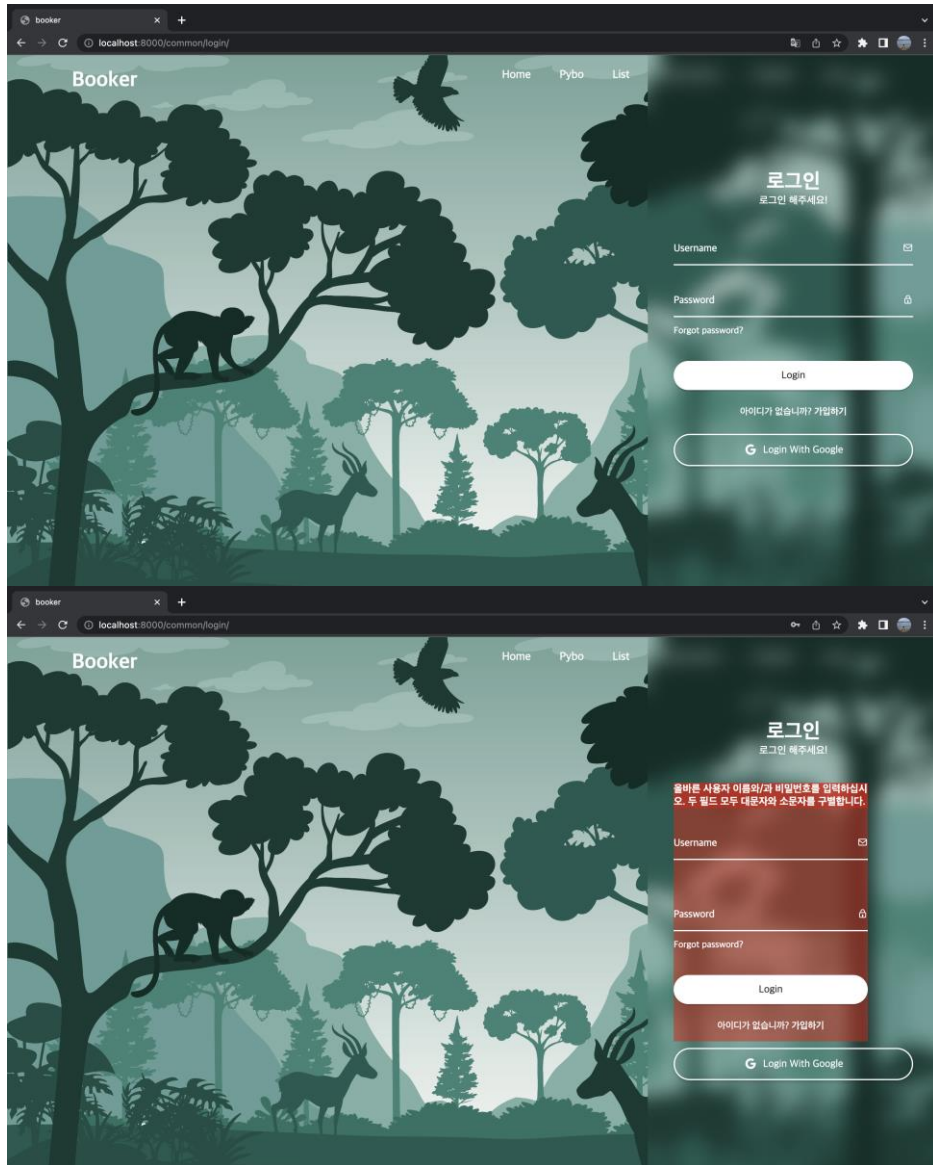 booker
localhost:8000/common/login/
Booker
Home Pybo List
로그인
로그인 해주세요!
Username
Password
Forgot password?
Login
아이디가 없습니까? 가입하기
G Login With Google
booker
localhost:8000/common/login/
Booker
Home Pybo List
로그인
로그인 해주세요!
올바른 사용자 이름와/과 비밀번호를 입력하십시
오. 두 필드 모두 대문자와 소문자를 구별합니다.
Username
Password
Forgot password?
Login
아이디가 없습니까? 가입하기
G Login With Google